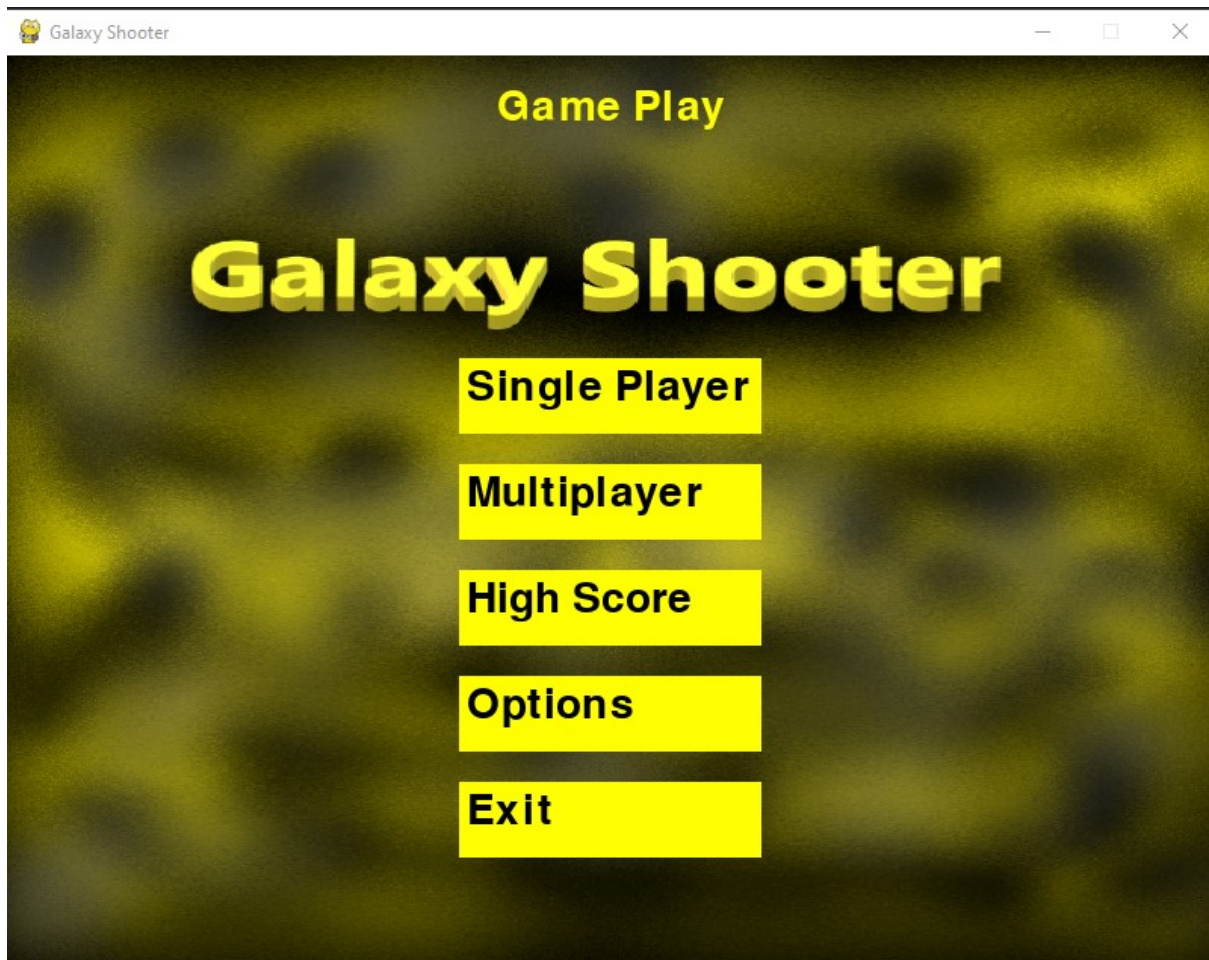 Galaxy Shooter
Game Play
Galaxy Shooter
Single Player
Multiplayer
High Score
Options
Exit